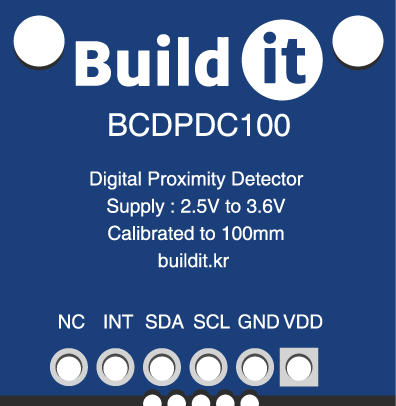 Build it
BCDPDC100
Digital Proximity Detector
Supply : 2.5V to 3.6V
Calibrated to 100mm
buildit.kr
NC INT SDA SCL GND VDD